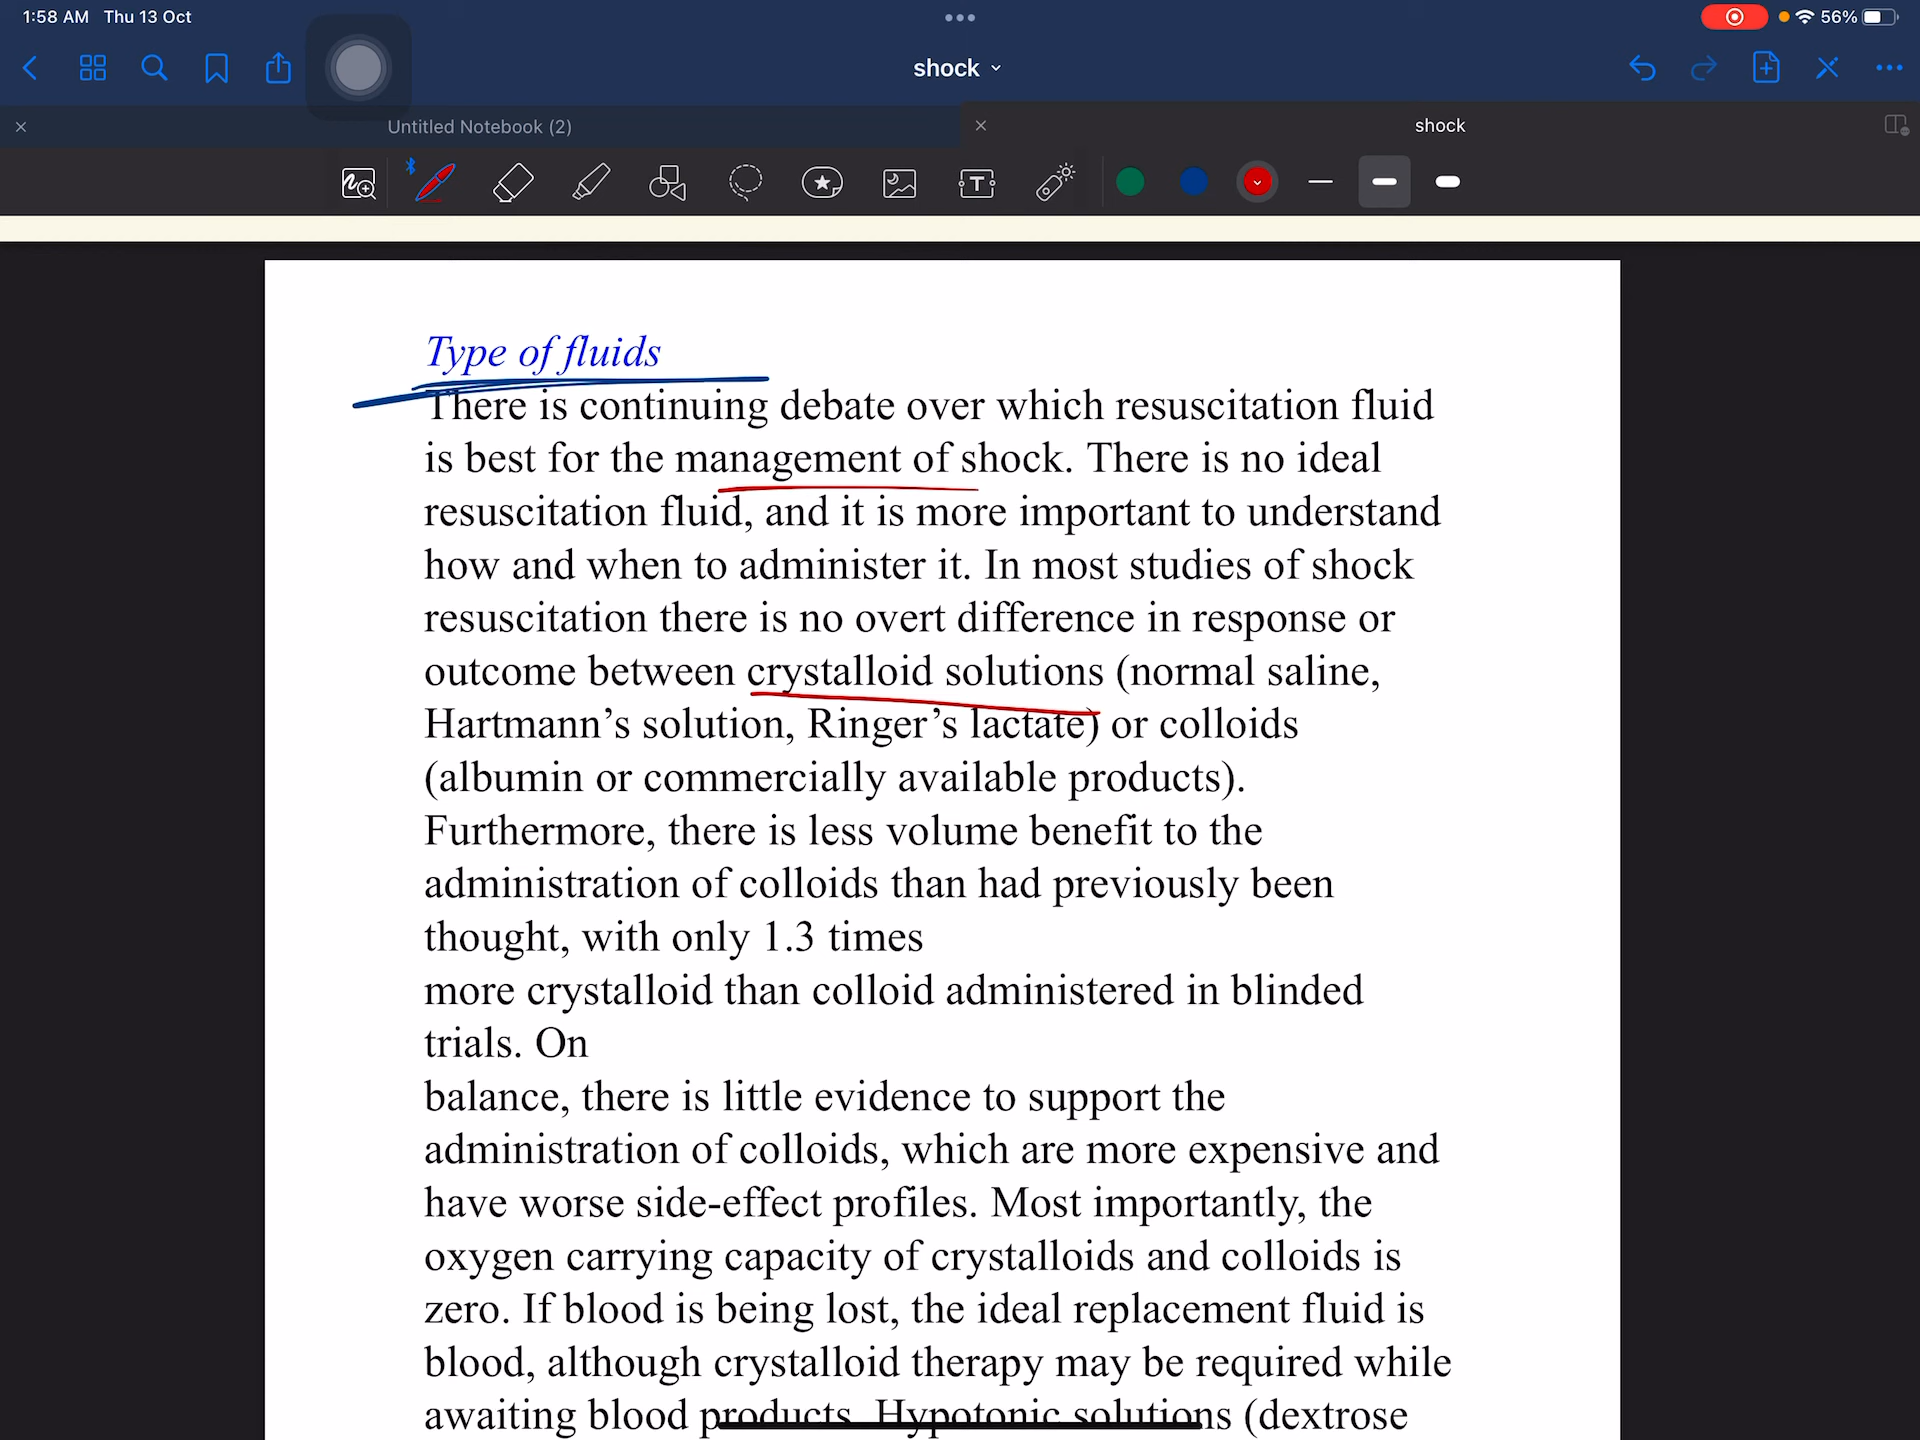 1:58 AM Thu 13 Oct
56%
shock
Untitled Notebook (2)
shock
T
Type of fluids
There is continuing debate over which resuscitation fluid
is best for the management of shock. There is no ideal
resuscitation fluid, and it is more important to understand
how and when to administer it. In most studies of shock
resuscitation there is no overt difference in response or
outcome between crystalloid solutions (normal saline,
Hartmann’s solution, Ringer’s lactate) or colloids
(albumin or commercially available products).
Furthermore, there is less volume benefit to the
administration of colloids than had previously been
thought, with only 1.3 times
more crystalloid than colloid administered in blinded
trials. On
balance, there is little evidence to support the
administration of colloids, which are more expensive and
have worse side-effect profiles. Most importantly, the
oxygen carrying capacity of crystalloids and colloids is
zero. If blood is being lost, the ideal replacement fluid is
blood, although crystalloid therapy may be required while
awaiting blood products. Hypotonic solutions (dextrose